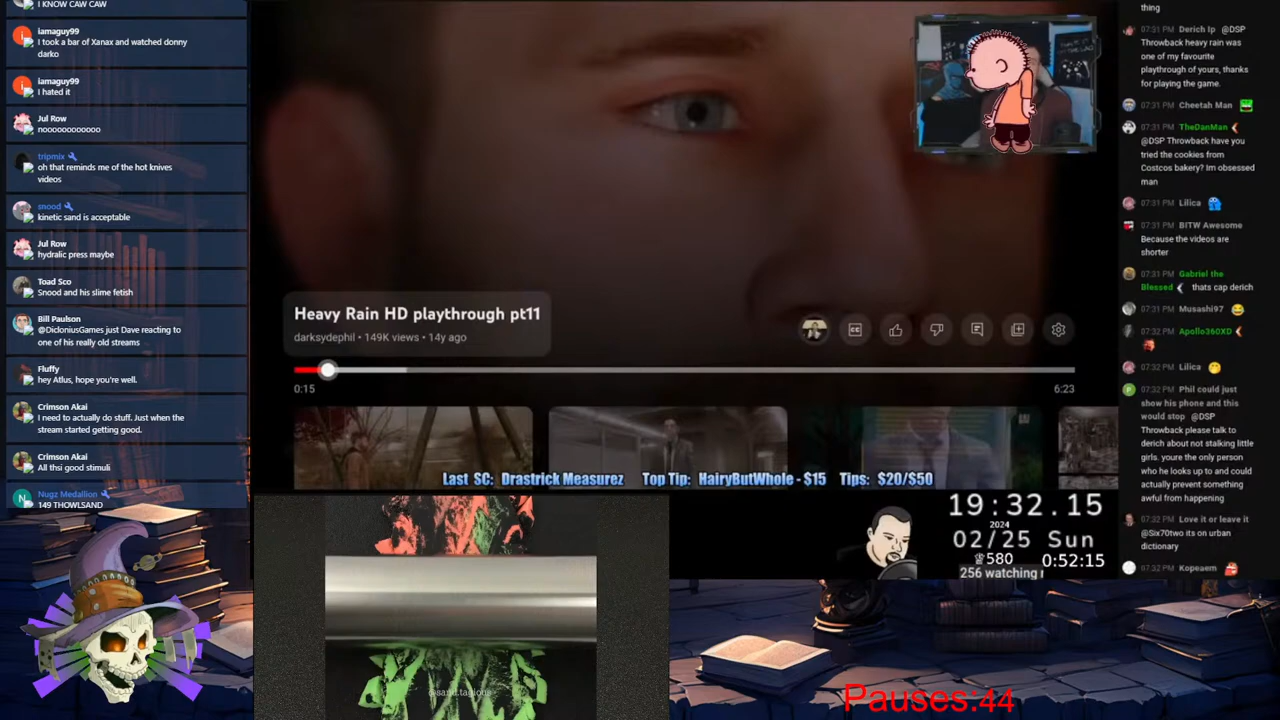 I KNOW CAW CAW
iamaguy99
I took a bar of Xanax and watched donny
darko
iamaguy99
I hated it
Jul Row
noooooooooooo
tripmix
oh that reminds me of the hot knives
videos
snood
kinetic sand is acceptable
Jul Row
hydralic press maybe
Toad Sco
Snood and his slime fetish
Bill Paulson
@DicloniusGames just Dave reacting to
one of his really old streams
Fluffy
hey Atlus, hope you're well.
Crimson Akai
I need to actually do stuff. Just when the
stream started getting good.
Crimson Akai
All thsi good stimuli
Nugz Medallion
149 THOWLSAND
Heavy Rain HD playthrough pt11
darksydephil • 149K views • 14y ago
CC
0:15
6:23
Last SC: Drastrick Measurez Top Tip: HairyButWhole - $15 Tips: $20/$50
@sand.tagious
19:32.15
2024
02/25 Sun
580
0:52:15
256 watching
Pauses:44
thing
07:31 PM Derich Ip @DSP
Throwback heavy rain was
one of my favourite
playthrough of yours, thanks
for playing the game.
07:31 PM Cheetah Man
07:31 PM TheDanMan
@DSP Throwback have you
tried the cookies from
Costcos bakery? Im obsessed
man
07:31 PM Lilica
07:31 PM BITW Awesome
Because the videos are
shorter
07:31 PM Gabriel the
Blessed thats cap derich
07:31 PM Musashi97
07:32 PM Apollo360XD
07:32 PM Lilica
07:32 PM Phil could just
show his phone and this
would stop @DSP
Throwback please talk to
derich about not stalking little
girls. youre the only person
who he looks up to and could
actually prevent something
awful from happening
07:32 PM Love it or leave it
@Six70two its on urban
dictionary
07:32 PM Kopeaem